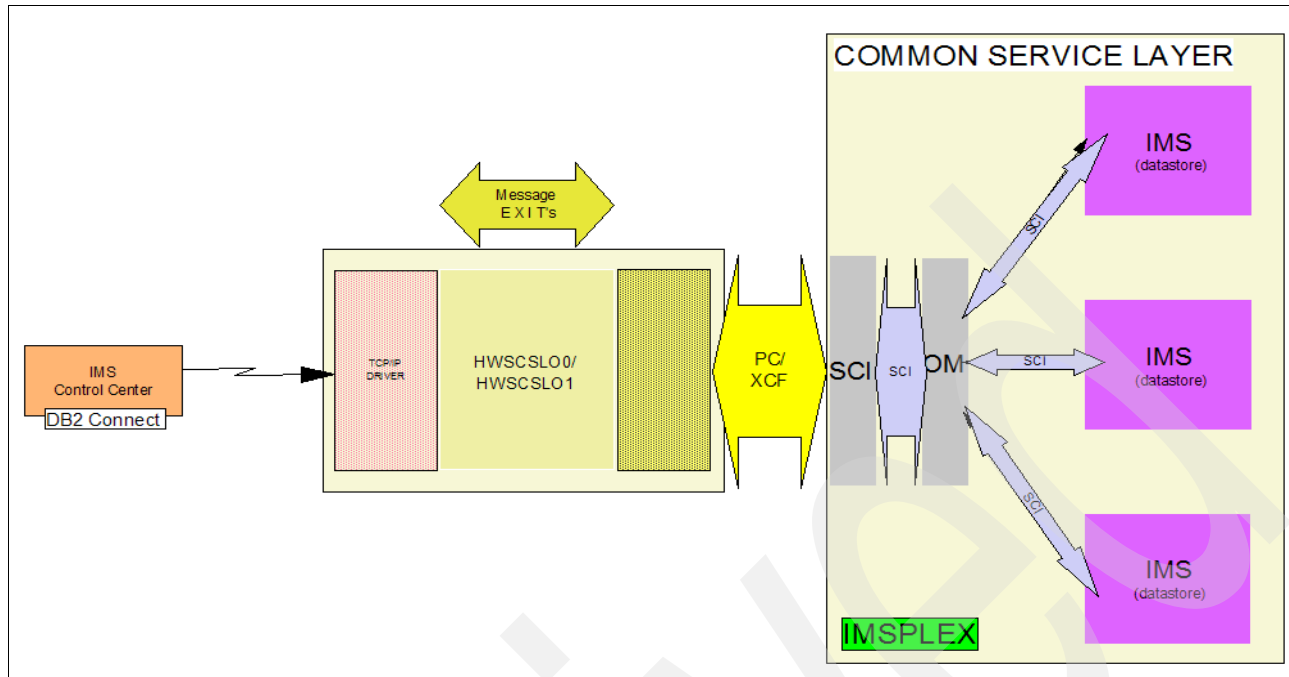 COMMON SERVICE LAYER
IMS
(datastore)
SCI
Message
E X I T's
TCP/IP
DRIVER
HWSCSLO0/
HWSCSLO1
PC/
XCF
SCI
SCI
OM
SCI
IMS
(datastore)
IMS
Control Center
DB2 Connect
SCI
IMS
(datastore)
IMSPLEX